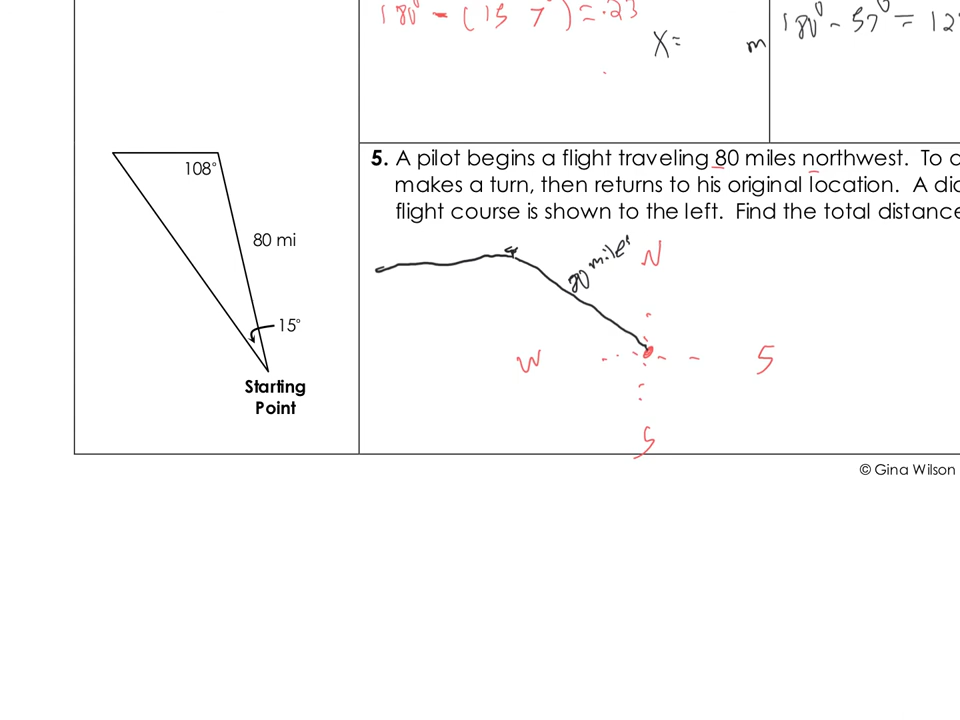 180° - (15 7°) = .23
X= m
180° - 57° = 12
108°
80 mi
15°
Starting
Point
5. A pilot begins a flight traveling 80 miles northwest. To
makes a turn, then returns to his original location. A
flight course is shown to the left. Find the total distance
80 miles
N
W
S
S
© Gina Wilson